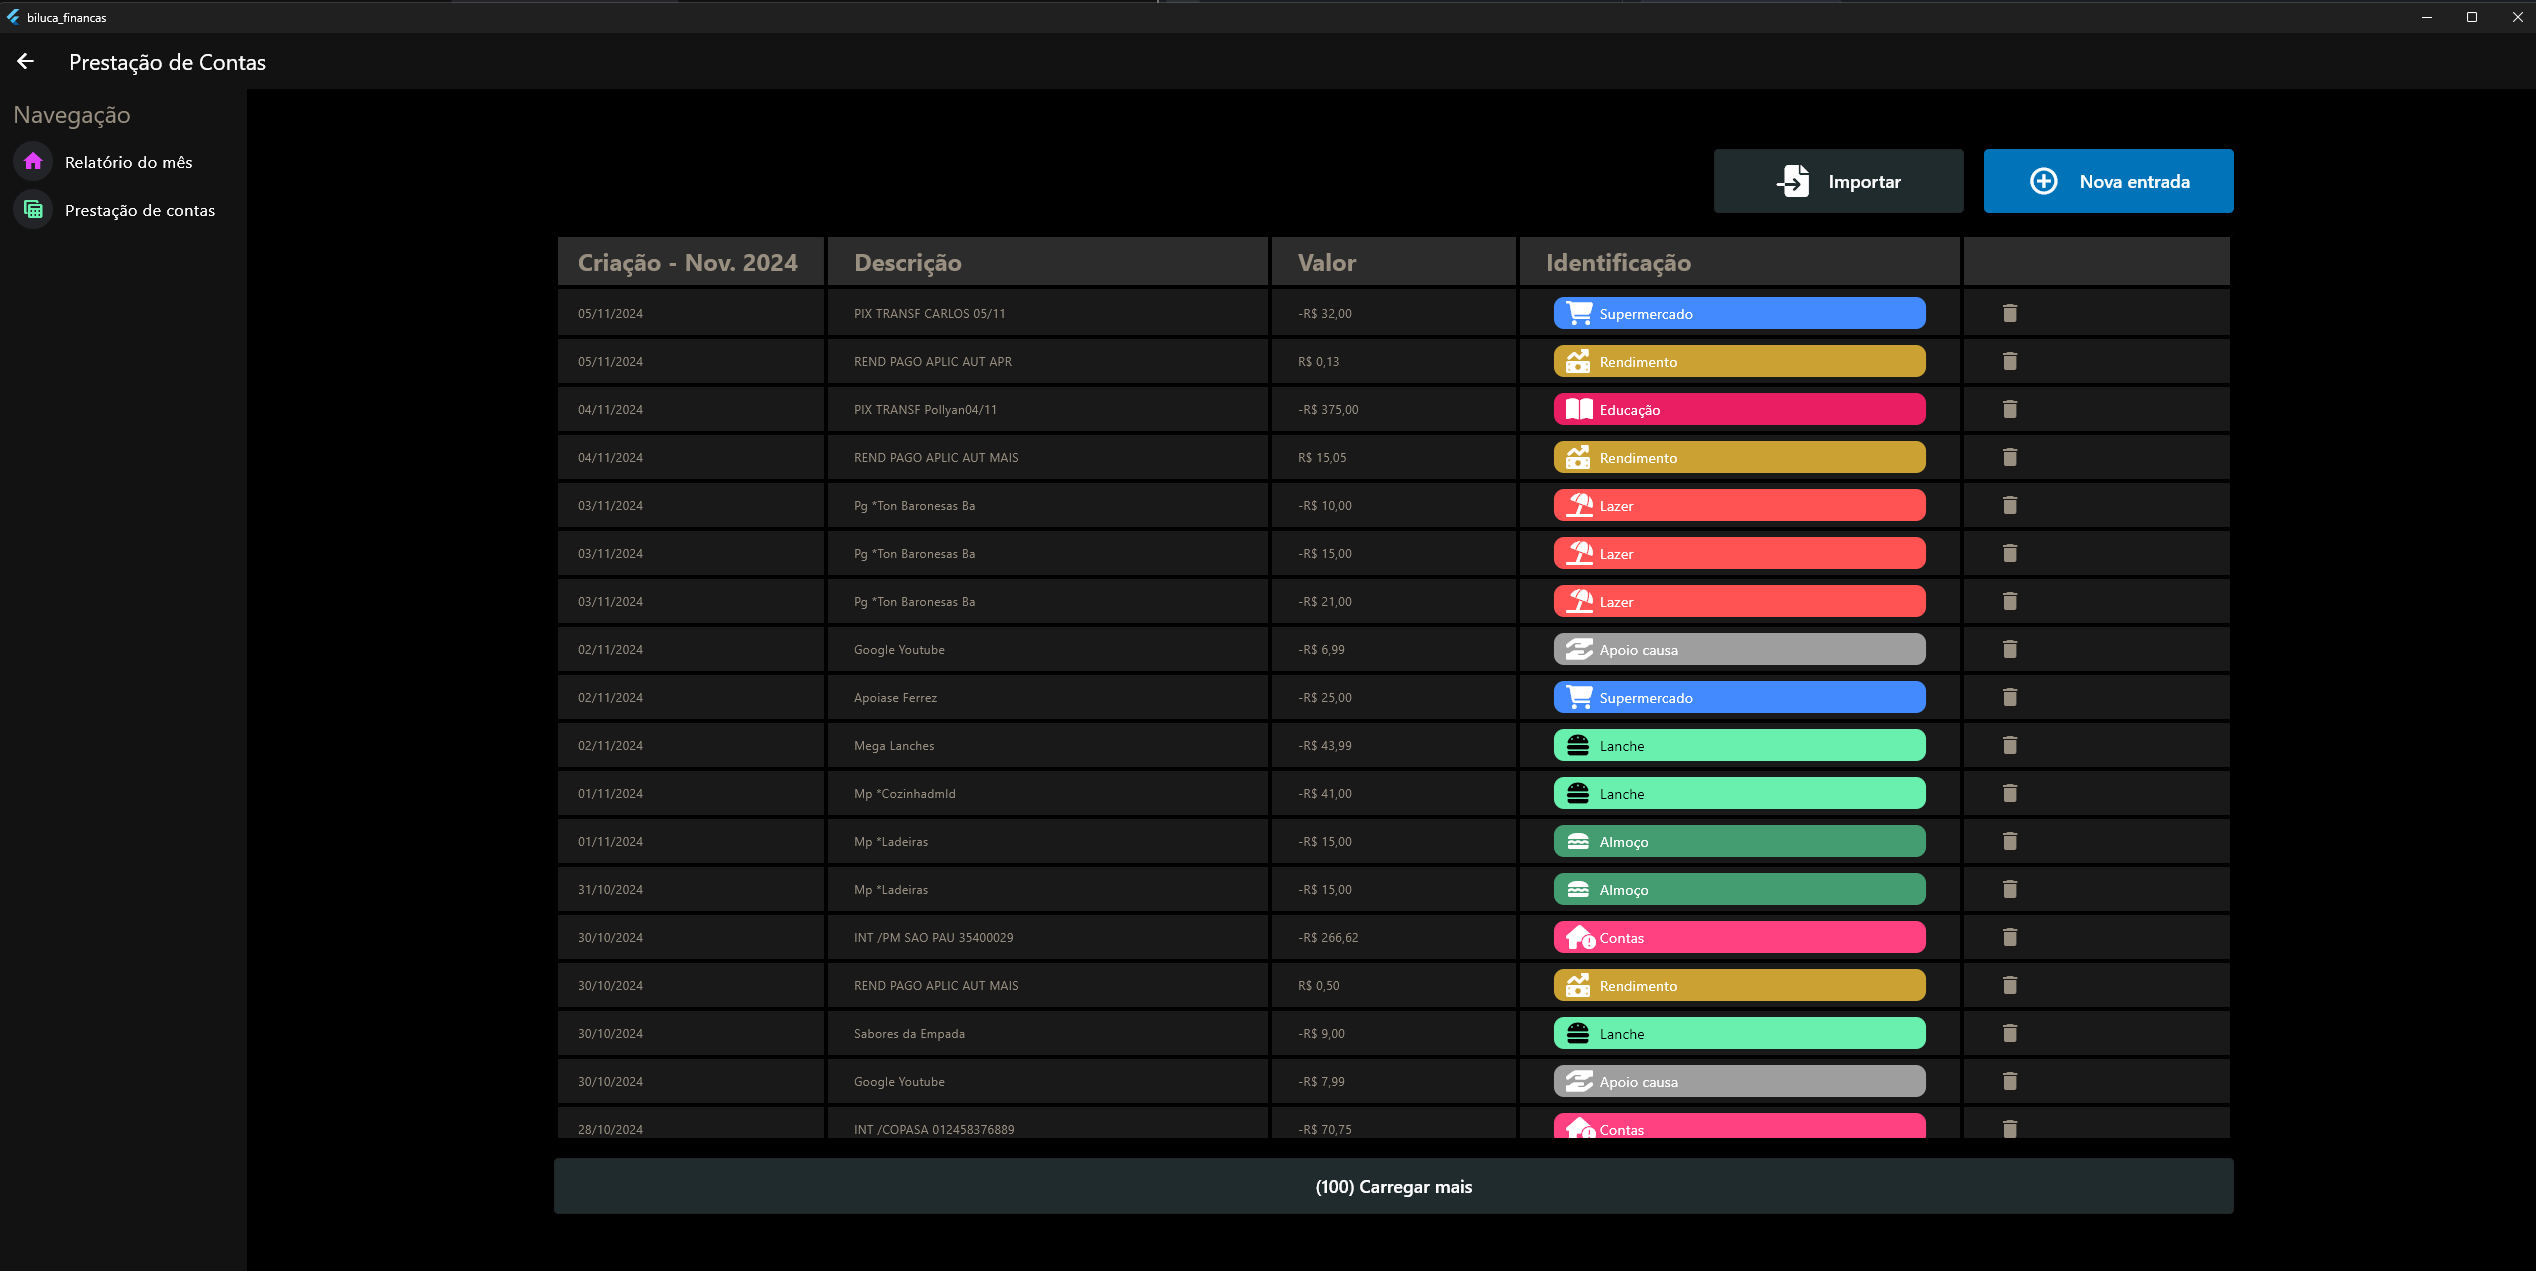 biluca_financas
Prestação de Contas
Navegação
Relatório do mês
Prestação de contas
Importar
Nova entrada
Criação - Nov. 2024 Descrição Valor Identificação
05/11/2024 PIX TRANSF CARLOS 05/11 -R$ 32,00 Supermercado
05/11/2024 REND PAGO APLIC AUT APR R$ 0,13 Rendimento
04/11/2024 PIX TRANSF Pollyan04/11 -R$ 375,00 Educação
04/11/2024 REND PAGO APLIC AUT MAIS R$ 15,05 Rendimento
03/11/2024 Pg *Ton Baronesas Ba -R$ 10,00 Lazer
03/11/2024 Pg *Ton Baronesas Ba -R$ 15,00 Lazer
03/11/2024 Pg *Ton Baronesas Ba -R$ 21,00 Lazer
02/11/2024 Google Youtube -R$ 6,99 Apoio causa
02/11/2024 Apoiase Ferrez -R$ 25,00 Supermercado
02/11/2024 Mega Lanches -R$ 43,99 Lanche
01/11/2024 Mp *Cozinhadmld -R$ 41,00 Lanche
01/11/2024 Mp *Ladeiras -R$ 15,00 Almoço
31/10/2024 Mp *Ladeiras -R$ 15,00 Almoço
30/10/2024 INT /PM SAO PAU 35400029 -R$ 266,62 Contas
30/10/2024 REND PAGO APLIC AUT MAIS R$ 0,50 Rendimento
30/10/2024 Sabores da Empada -R$ 9,00 Lanche
30/10/2024 Google Youtube -R$ 7,99 Apoio causa
28/10/2024 INT /COPASA 012458376889 -R$ 70,75 Contas
(100) Carregar mais